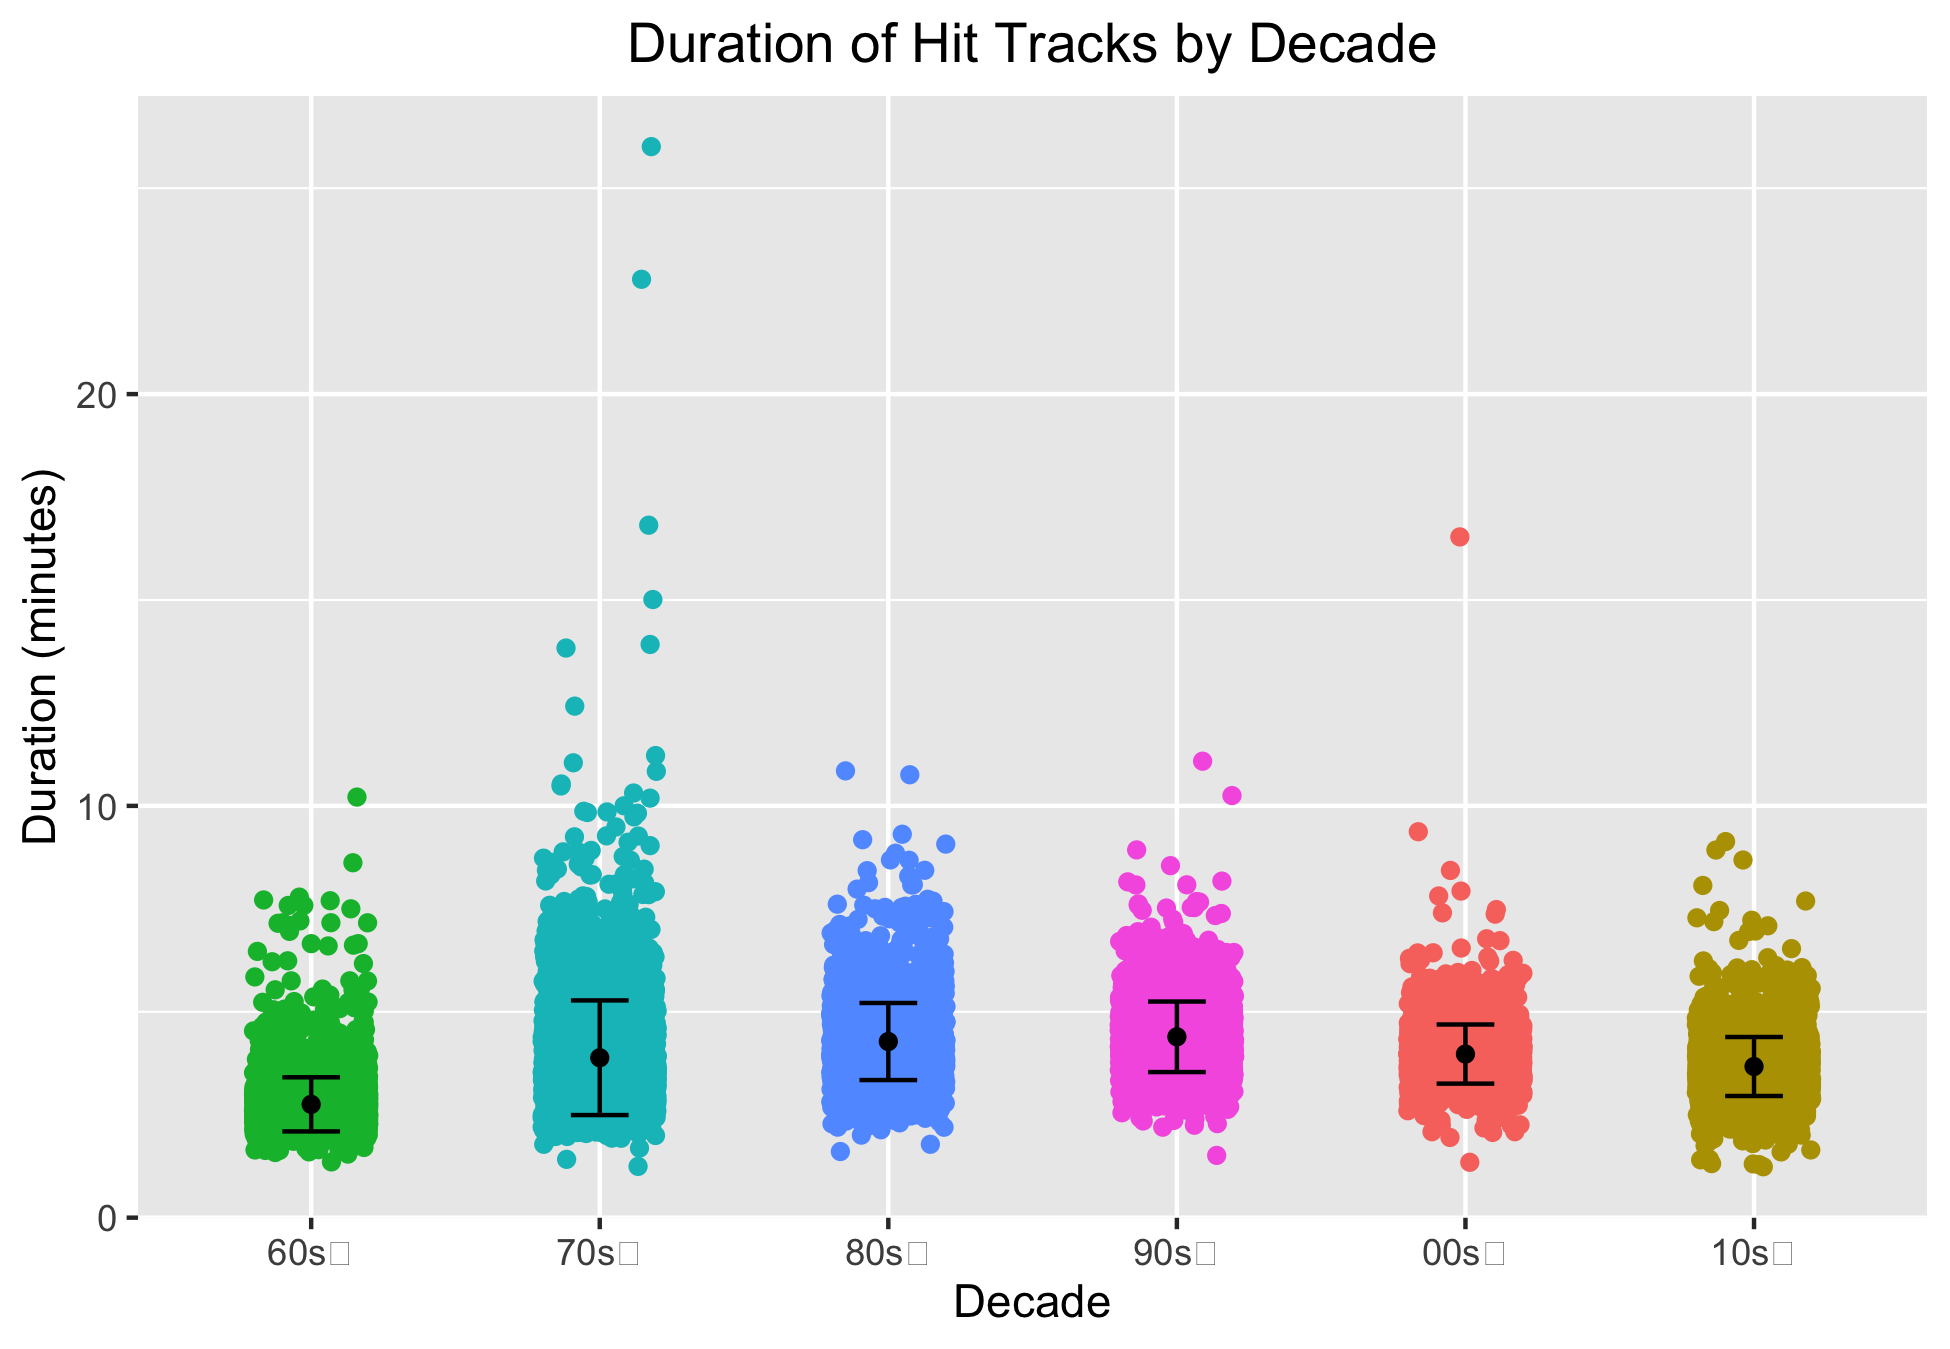 Duration of Hit Tracks by Decade
Duration (minutes)
20
10
0
60s□
70s□
80s□
90s□
00s□
10s□
Decade